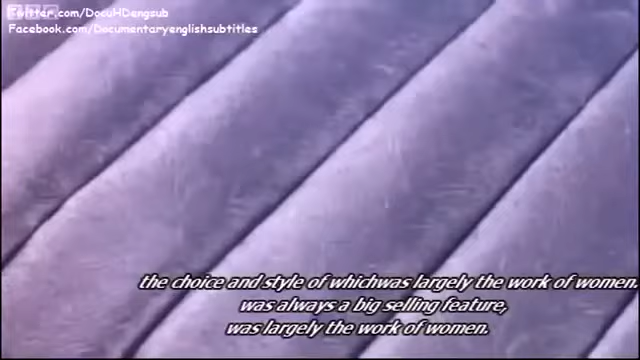 Twitter.com/DocuHDengsub
Facebook.com/Documentaryenglishsubtitles
the choice and style of whichwas largely the work of women.
was always a big selling feature,
was largely the work of women.